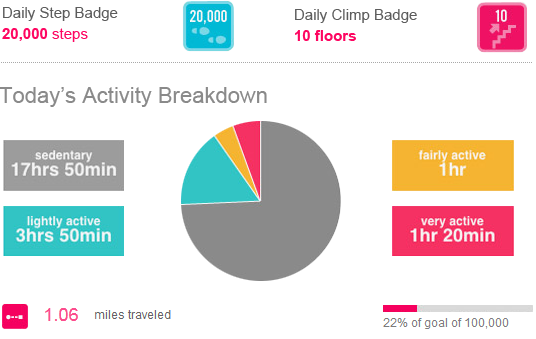 Daily Step Badge
20,000 steps
20,000
Daily Climp Badge
10 floors
10
Today's Activity Breakdown
sedentary
17hrs 50min
lightly active
3hrs 50min
fairly active
1hr
very active
1hr 20min
1.06 miles traveled
22% of goal of 100,000